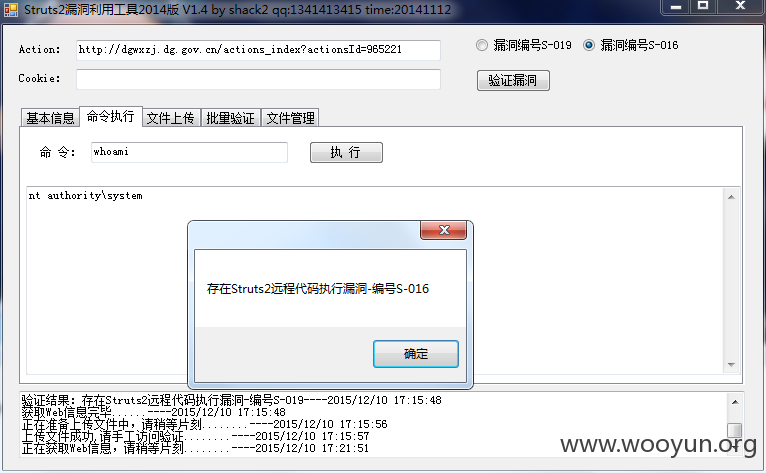 Struts2漏洞利用工具2014版 V1.4 by shack2 qq:1341413415 time:20141112
Action: http://dgwxzj.dg.gov.cn/actions_index?actionsId=965221 漏洞编号S-019 漏洞编号S-016
Cookie: 验证漏洞
基本信息 命令执行 文件上传 批量验证 文件管理
命 令: whoami 执 行
nt authority\system
存在Struts2远程代码执行漏洞-编号S-016
确定
验证结果: 存在Struts2远程代码执行漏洞-编号S-019----2015/12/10 17:15:48
获取Web信息完毕......----2015/12/10 17:15:48
正在准备上传文件中,请稍等片刻........----2015/12/10 17:15:56
上传文件成功,请手工访问验证........----2015/12/10 17:15:57
正在获取Web信息, 请稍等片刻........----2015/12/10 17:21:51
www.wooyun.org